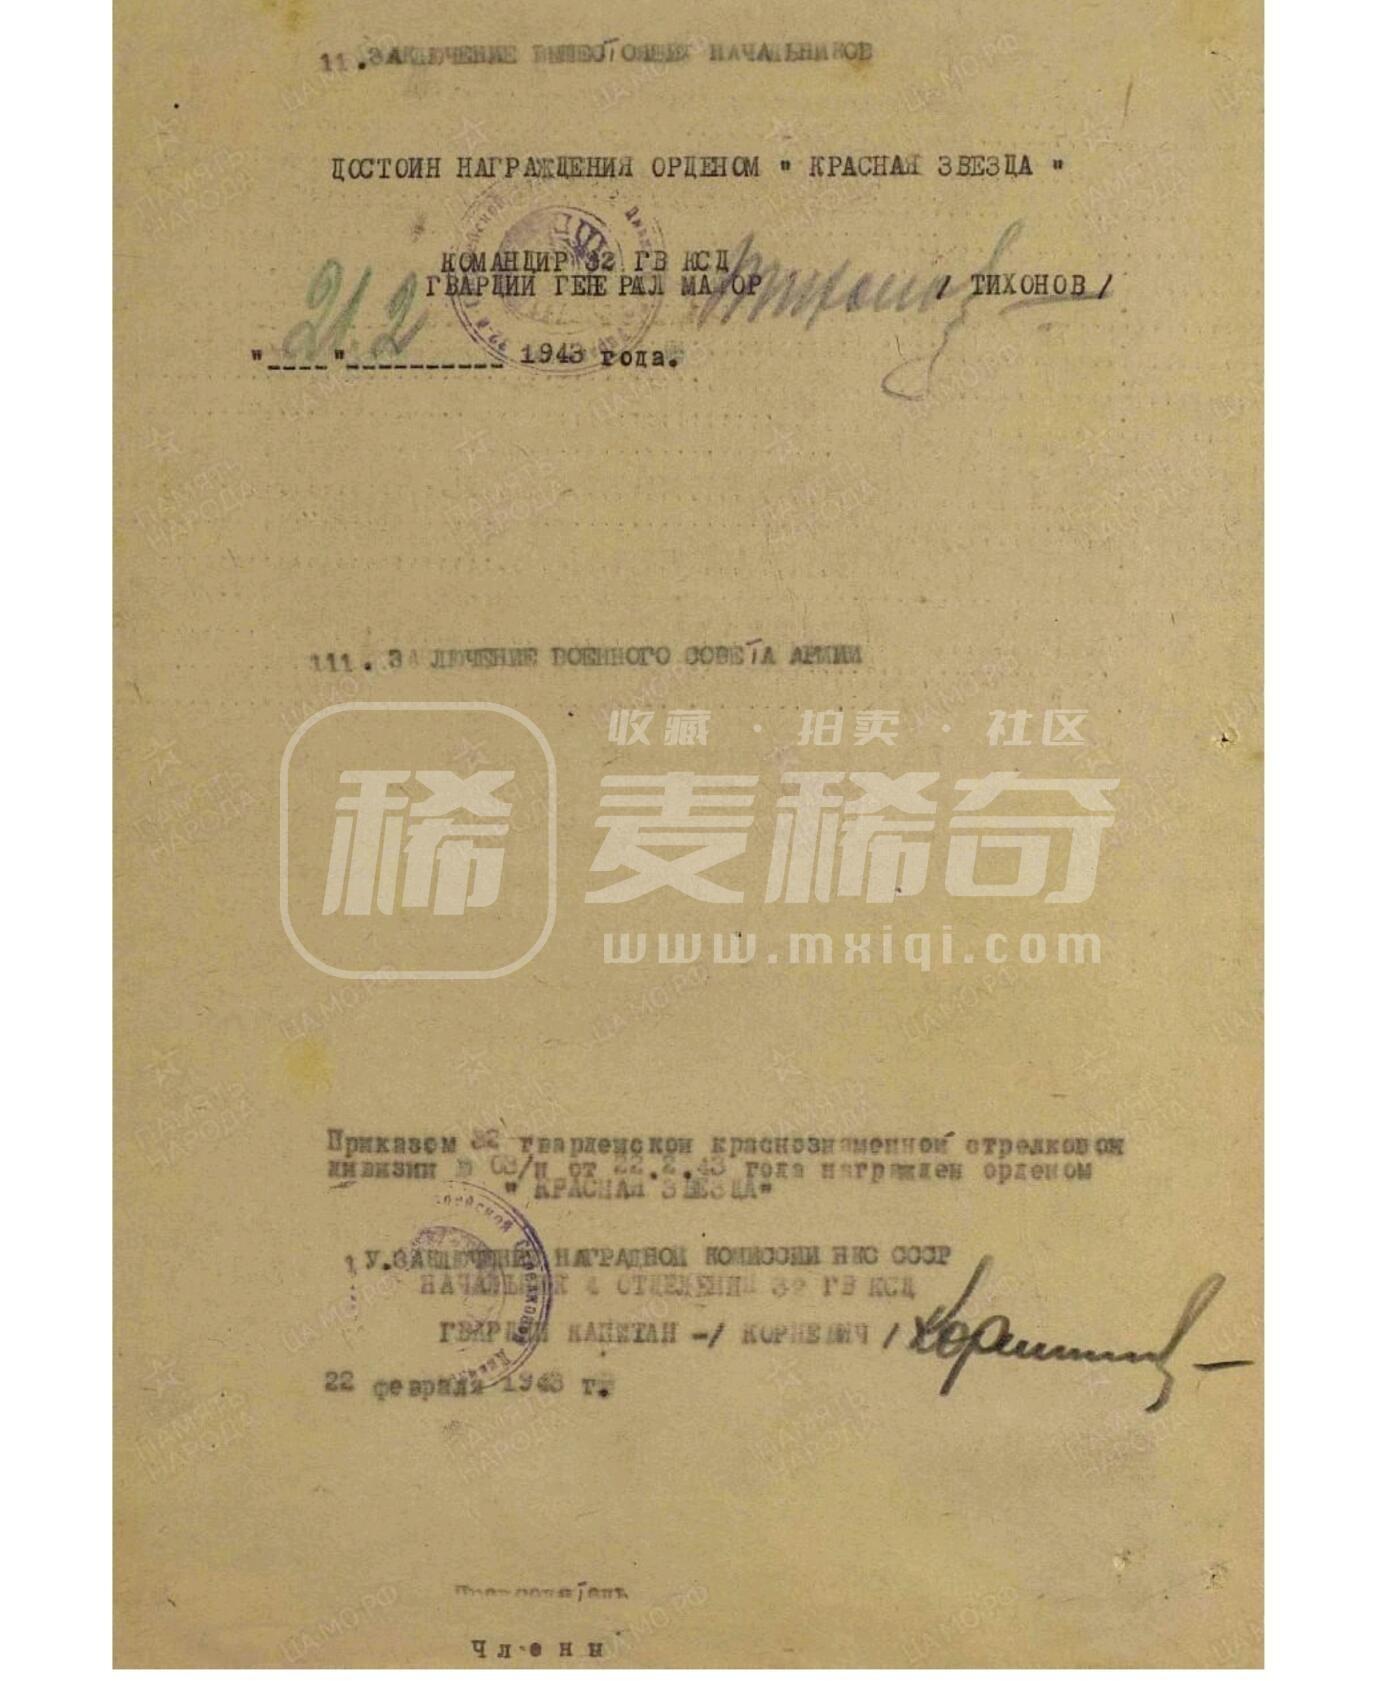 11. ЗАКЛЮЧЕНИЕ ВЫШЕСТОЯЩИХ НАЧАЛЬНИКОВ
ДОСТОИН НАГРАЖДЕНИЯ ОРДЕНОМ " КРАСНАЯ ЗВЕЗДА "
КОМАНДИР 32 ГВ КСД
ГВАРДИИ ГЕНЕРАЛ МАЙОР / ТИХОНОВ /
" 21 " 2 1943 года.
111. ЗАКЛЮЧЕНИЕ ВОЕННОГО СОВЕТА АРМИИ
收藏 · 拍卖 · 社区
稀 麦稀奇
www.mxiqi.com
Приказом 32 гвардейской краснознаменной стрелковой
дивизии № 03/н от 22.2.43 года награжден орденом
" КРАСНАЯ ЗВЕЗДА"
1У. ЗАКЛЮЧЕНИЕ НАГРАДНОЙ КОМИССИИ НКО СССР
НАЧАЛЬНИК 4 ОТДЕЛЕНИЯ 32 ГВ КСД
ГВАРДИИ КАПИТАН -/ КОРНЕВИЧ /
22 февраля 1943 г.
Председатель
Члены